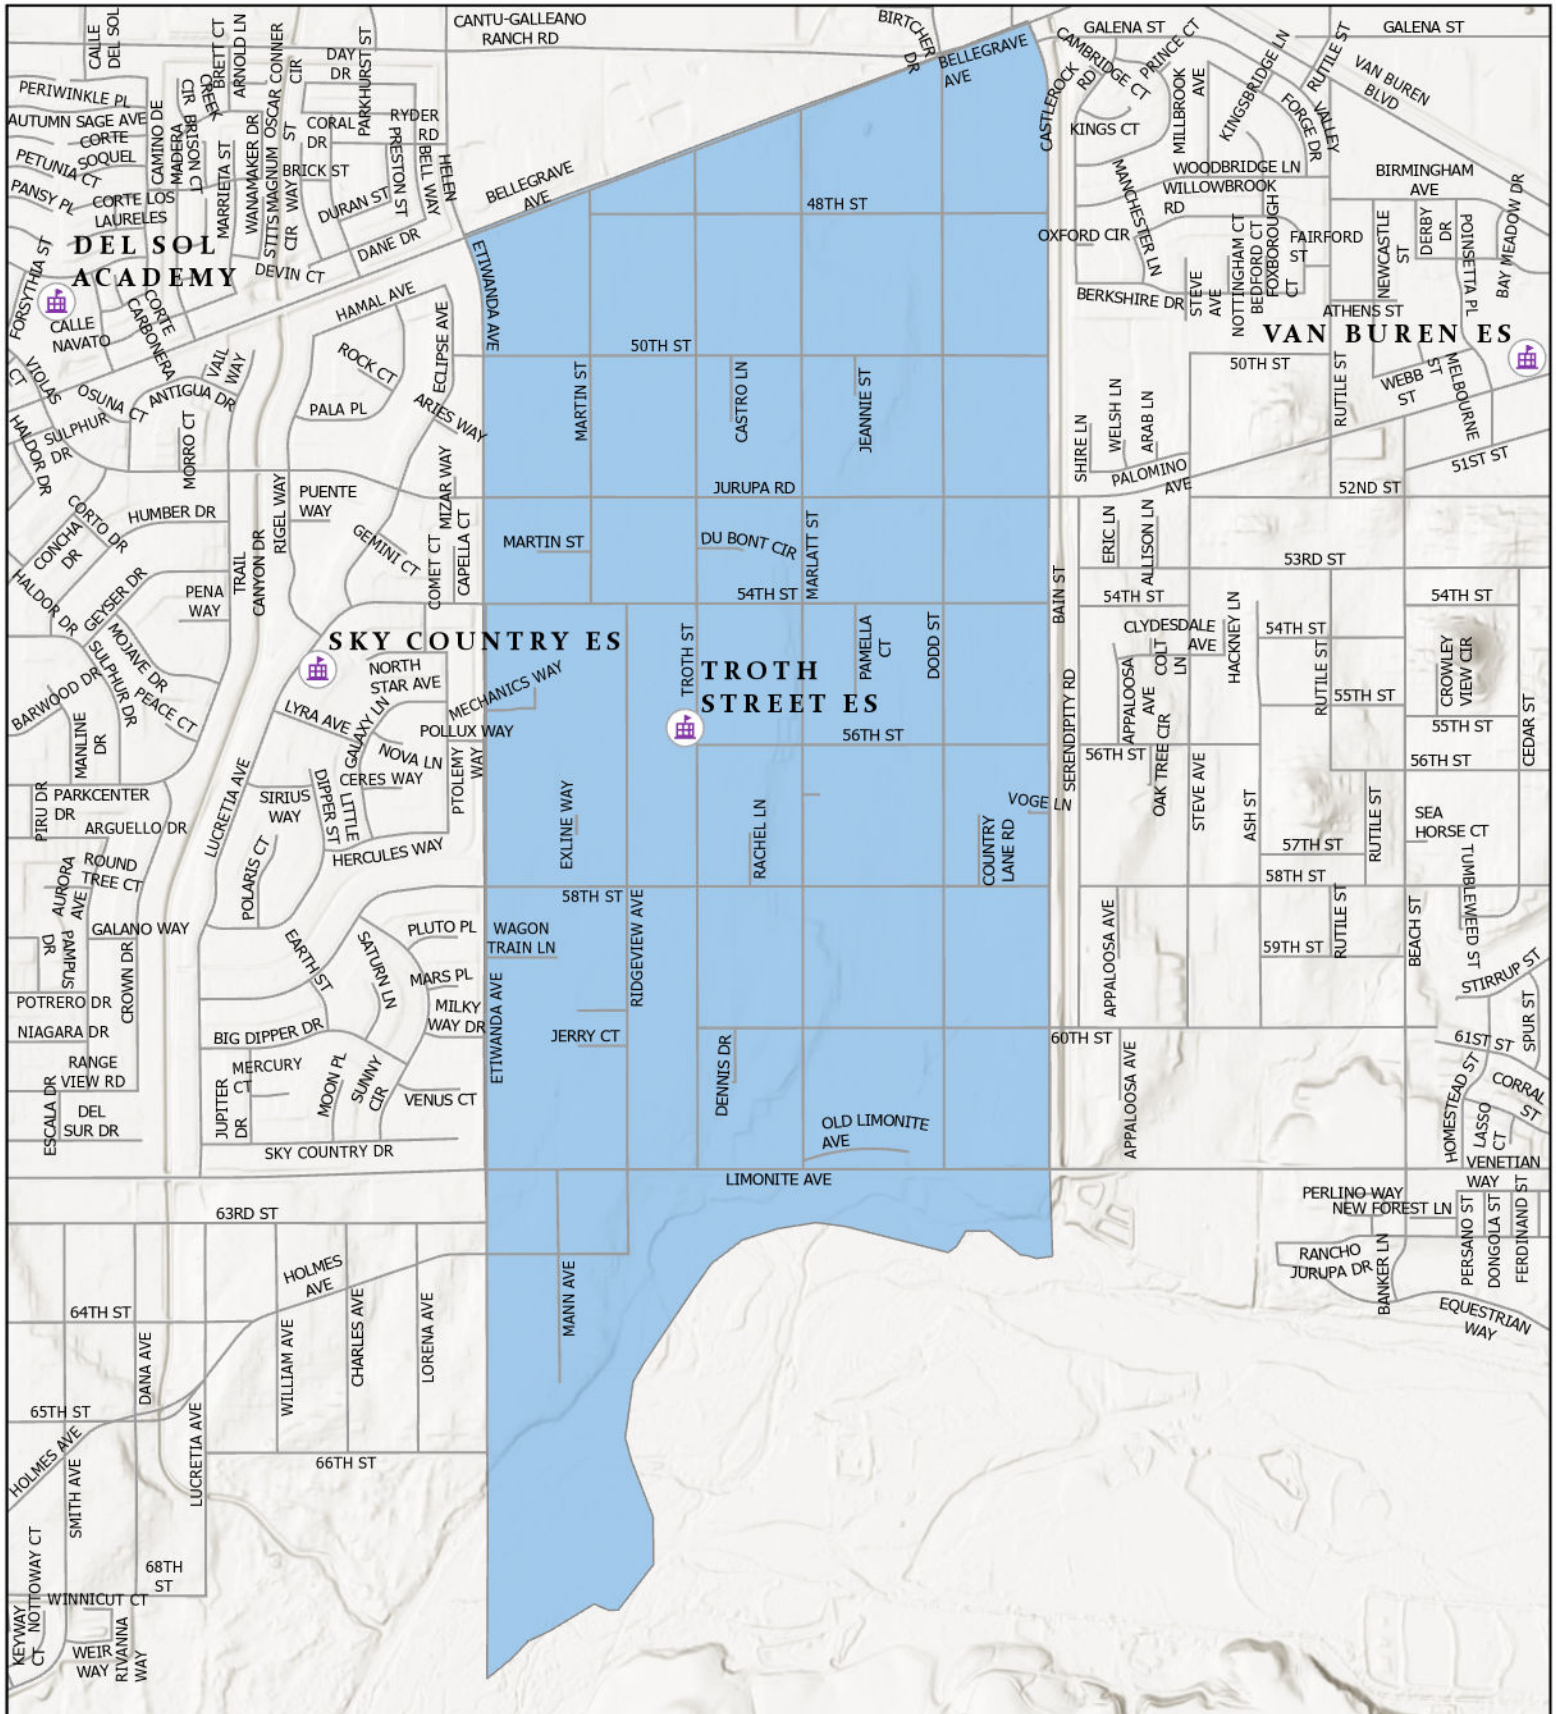 CANTU-GALLEANO
RANCH RD
BIRTCHER
DR
BELLEGRAVE
AVE
GALENA ST
GALENA ST
CALLE
DEL SOL
BRETT CT
ARNOLD LN
OSCAR CONNER
CIR
DAY
DR
PARKHURST ST
CAMBRIDGE CT
PRINCE CT
KINGSBRIDGE LN
RUTILE ST
VAN BUREN
BLVD
PERIWINKLE PL
AUTUMN SAGE AVE
CORTE
SOQUEL
PETUNIA CT
PANSY PL
CAMINO DE
MADERA
CIR
CREEK
BRISTOL
NOSI
CT
MARRIETA ST
WANAMAKER DR
STITS MAGNUM
CIR WAY
ST
CORAL
DR
BRICK ST
DURAN ST
RYDER
RD
PRESTON ST
BELL WAY
HELEN
CORTE LOS
LAURELES
CASTLEROCK
RD
KINGS CT
MILLBROOK
AVE
FORGE DR
VALLEY
WOODBRIDGE LN
WILLOWBROOK
RD
MANCHESTER LN
BIRMINGHAM
AVE
BELLEGRAVE
AVE
48TH ST
OXFORD CIR
NOTTINGHAM CT
BEDFORD CT
FOXBOROUGH
CT
FAIRFORD
ST
NEWCASTLE
ST
DERBY
DR
POINSETTA PL
BAY MEADOW DR
DEL SOL
ACADEMY
DEVIN CT
DANE DR
FORSYTHIA ST
CALLE
NAVATO
CORTE
CARBONERA
HAMAL AVE
ETIWANDA AVE
BERKSHIRE DR
STEVE
AVE
ATHENS ST
VAN BUREN ES
50TH ST
50TH ST
VIOLAS
CT
OSUNA CT
ANTIGUA DR
VAIL
WAY
ROCK CT
ECLIPSE AVE
PALA PL
ARIES WAY
MARTIN ST
CASTRO LN
JEANNIE ST
SHIRE LN
WELSH LN
ARAB LN
PALOMINO
AVE
RUTILE ST
WEBB
ST
ST
MELBOURNE
51ST ST
52ND ST
HALDOR DR
SULPHUR
DR
MORRO CT
JURUPA RD
HUMBER DR
CORTO DR
CONCHA
DR
RIGEL WAY
PUENTE
WAY
GEMINI CT
MIZAR WAY
COMET CT
CAPELLA CT
MARTIN ST
DU BONT CIR
MARLATT ST
54TH ST
BAIN ST
ERIC LN
ALLISON LN
53RD ST
54TH ST
54TH ST
HALDOR DR
GEYSER DR
PENA
WAY
TRAIL
CANYON DR
SKY COUNTRY ES
MOJAVE DR
SULPHUR DR
PEACE CT
BARWOOD DR
MANLINE
DR
NORTH
STAR AVE
LYRA AVE
GALAXY LN
MECHANICS WAY
POLLUX WAY
NOVA LN
CERES WAY
PTOLEMY
WAY
TROTH ST
TROTH
STREET ES
PAMELLA
CT
DODD ST
56TH ST
SERENDIPITY RD
CLYDESDALE
AVE
COLT
LN
HACKNEY LN
APPALOOSA
AVE
54TH ST
RUTILE ST
55TH ST
CROWLEY
VIEW CIR
55TH ST
56TH ST
CEDAR ST
56TH ST
OAK TREE CIR
STEVE AVE
ASH ST
PIRU DR
PARKCENTER
DR
ARGUELLO DR
LUCRETIA AVE
SIRIUS
WAY
DIPPER ST
LITTLE
HERCULES WAY
EXLINE WAY
RACHEL LN
VOGE LN
COUNTRY
LANE RD
57TH ST
RUTILE ST
SEA
HORSE CT
58TH ST
TUMBLEWEED ST
AURORA
AVE
ROUND
TREE CT
POLARIS CT
GALANO WAY
PAMPUS
DR
CROWN DR
EARTH ST
SATURN LN
PLUTO PL
MARS PL
MILKY
WAY DR
58TH ST
WAGON
TRAIN LN
RIDGEVIEW AVE
ETIWANDA AVE
JERRY CT
DENNIS DR
60TH ST
APPALOOSA AVE
59TH ST
RUTILE ST
BEACH ST
STIRRUP ST
SPUR ST
61ST ST
POTRERO DR
NIAGARA DR
RANGE
VIEW RD
ESCALA DR
DEL
SUR DR
BIG DIPPER DR
MERCURY
CT
JUPITER
DR
MOON PL
SUNNY
CIR
VENUS CT
SKY COUNTRY DR
OLD LIMONITE
AVE
LIMONITE AVE
APPALOOSA AVE
HOMESTEAD ST
LASSO
CT
CORRAL
ST
VENETIAN
WAY
PERLINO WAY
NEW FOREST LN
PERSANO ST
DONGOLA ST
FERDINAND ST
RANCHO
JURUPA DR
BANKER LN
EQUESTRIAN
WAY
63RD ST
HOLMES
AVE
64TH ST
DANA AVE
WILLIAM AVE
CHARLES AVE
LORENA AVE
MANN AVE
65TH ST
HOLMES AVE
LUCRETIA AVE
66TH ST
SMITH AVE
NOTTOWAY CT
68TH
ST
WINNICUT CT
KEYWAY
CT
WEIR
WAY
RIVANNA
WAY